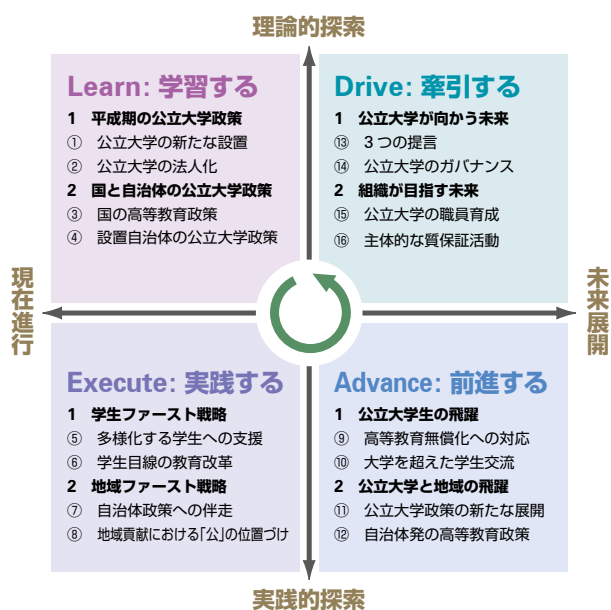 理論的探索
Learn: 学習する
1 平成期の公立大学政策
① 公立大学の新たな設置
② 公立大学の法人化
2 国と自治体の公立大学政策
③ 国の高等教育政策
④ 設置自治体の公立大学政策
Drive: 牽引する
1 公立大学が向かう未来
⑬ 3つの提言
⑭ 公立大学のガバナンス
2 組織が目指す未来
⑮ 公立大学の職員育成
⑯ 主体的な質保証活動
現在進行
未来展開
Execute: 実践する
1 学生ファースト戦略
⑤ 多様化する学生への支援
⑥ 学生目線の教育改革
2 地域ファースト戦略
⑦ 自治体政策への伴走
⑧ 地域貢献における「公」の位置づけ
Advance: 前進する
1 公立大学生の飛躍
⑨ 高等教育無償化への対応
⑩ 大学を超えた学生交流
2 公立大学と地域の飛躍
⑪ 公立大学政策の新たな展開
⑫ 自治体発の高等教育政策
実践的探索